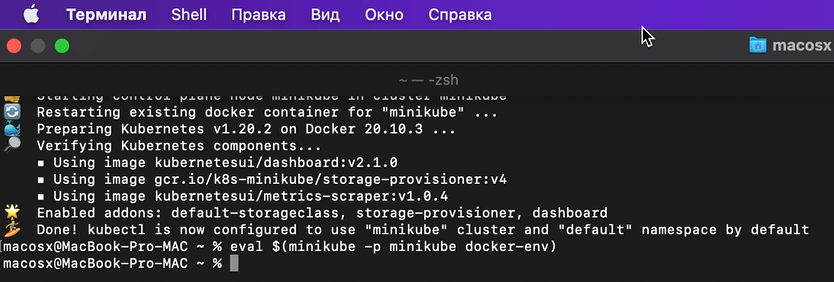 Терминал Shell Правка Вид Окно Справка
macosx
~ — -zsh
Starting control plane node minikube in cluster minikube
Restarting existing docker container for "minikube" ...
Preparing Kubernetes v1.20.2 on Docker 20.10.3 ...
Verifying Kubernetes components...
▪ Using image kubernetesui/dashboard:v2.1.0
▪ Using image gcr.io/k8s-minikube/storage-provisioner:v4
▪ Using image kubernetesui/metrics-scraper:v1.0.4
Enabled addons: default-storageclass, storage-provisioner, dashboard
Done! kubectl is now configured to use "minikube" cluster and "default" namespace by default
[macosx@MacBook-Pro-MAC ~ % eval $(minikube -p minikube docker-env)
macosx@MacBook-Pro-MAC ~ %